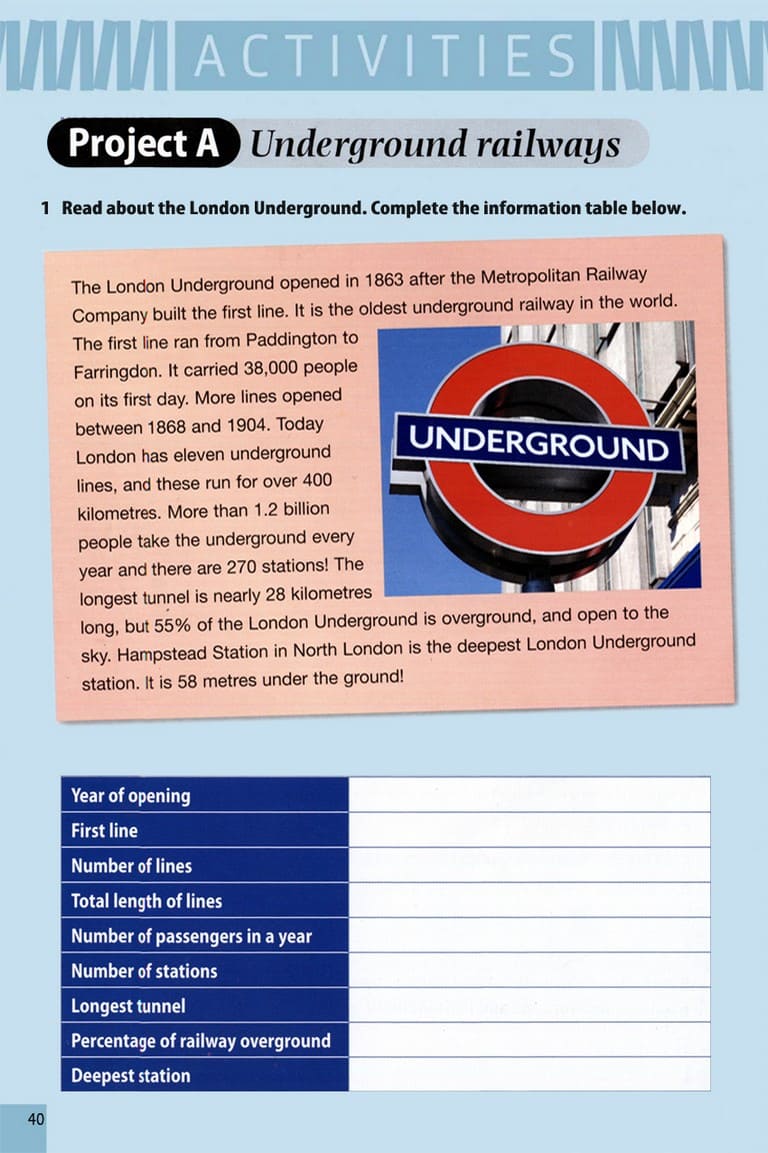 ACTIVITIES
Project A Underground railways
1 Read about the London Underground. Complete the information table below.
The London Underground opened in 1863 after the Metropolitan Railway
Company built the first line. It is the oldest underground railway in the world.
The first line ran from Paddington to
Farringdon. It carried 38,000 people
on its first day. More lines opened
between 1868 and 1904. Today
London has eleven underground
lines, and these run for over 400
kilometres. More than 1.2 billion
people take the underground every
year and there are 270 stations! The
longest tunnel is nearly 28 kilometres
long, but 55% of the London Underground is overground, and open to the
sky. Hampstead Station in North London is the deepest London Underground
station. It is 58 metres under the ground!
UNDERGROUND
Year of opening
First line
Number of lines
Total length of lines
Number of passengers in a year
Number of stations
Longest tunnel
Percentage of railway overground
Deepest station
40